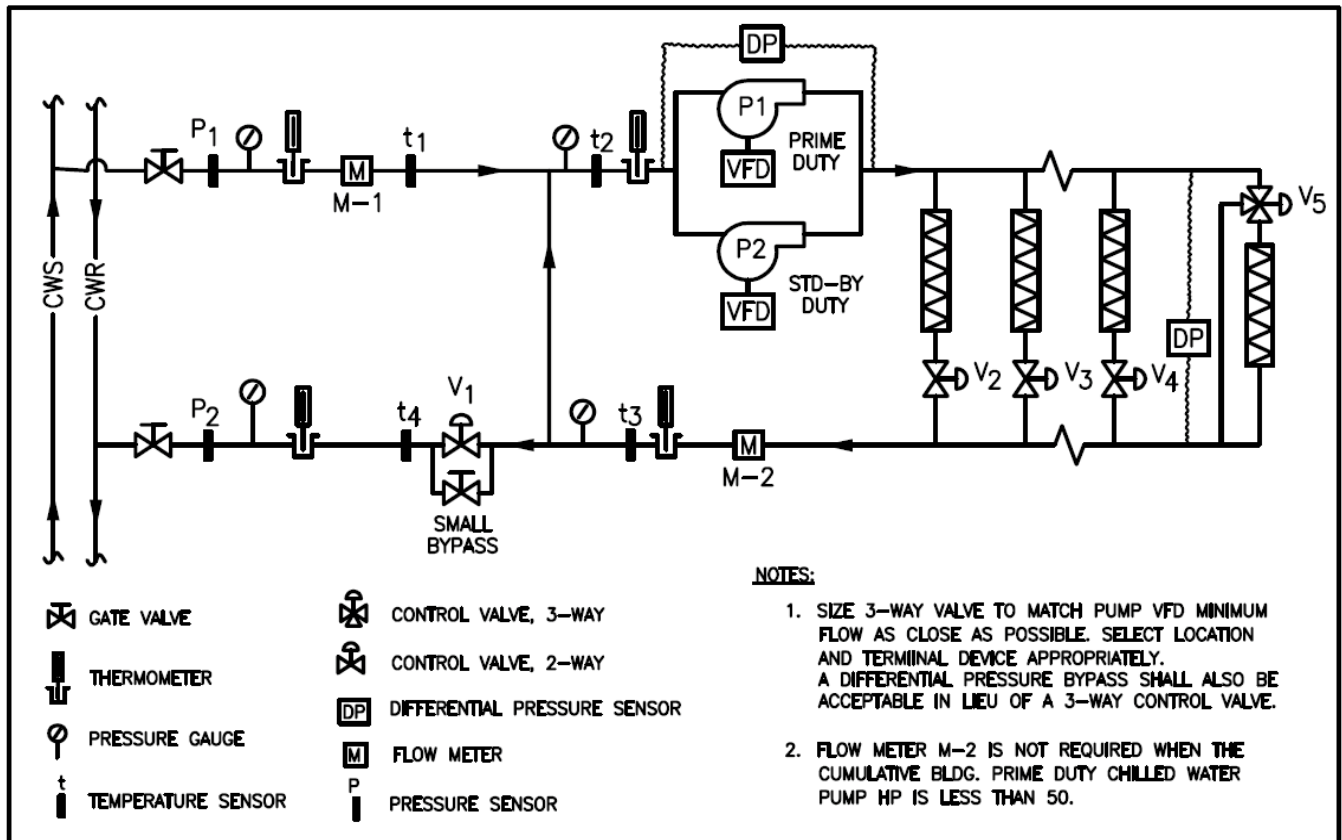 DP
P1
P1
t1
t2
PRIME
DUTY
VFD
M
M-1
V5
P2
STD-BY
DUTY
VFD
CWS
CWR
DP
V2
V3
V4
P2
t4
V1
t3
M
M-2
SMALL
BYPASS
GATE VALVE
THERMOMETER
PRESSURE GAUGE
t
TEMPERATURE SENSOR
CONTROL VALVE, 3-WAY
CONTROL VALVE, 2-WAY
DP DIFFERENTIAL PRESSURE SENSOR
M FLOW METER
P
PRESSURE SENSOR
NOTES:
1. SIZE 3-WAY VALVE TO MATCH PUMP VFD MINIMUM
FLOW AS CLOSE AS POSSIBLE. SELECT LOCATION
AND TERMIINAL DEVICE APPROPRIATELY.
A DIFFERENTIAL PRESSURE BYPASS SHALL ALSO BE
ACCEPTABLE IN LIEU OF A 3-WAY CONTROL VALVE.
2. FLOW METER M-2 IS NOT REQUIRED WHEN THE
CUMULATIVE BLDG. PRIME DUTY CHILLED WATER
PUMP HP IS LESS THAN 50.